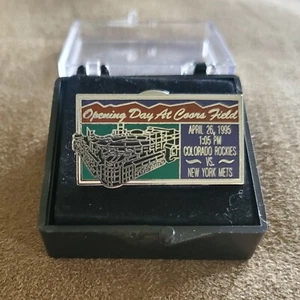 Opening Day At Coors Field
APRIL 26, 1995
1:05 PM
COLORADO ROCKIES
VS.
NEW YORK METS